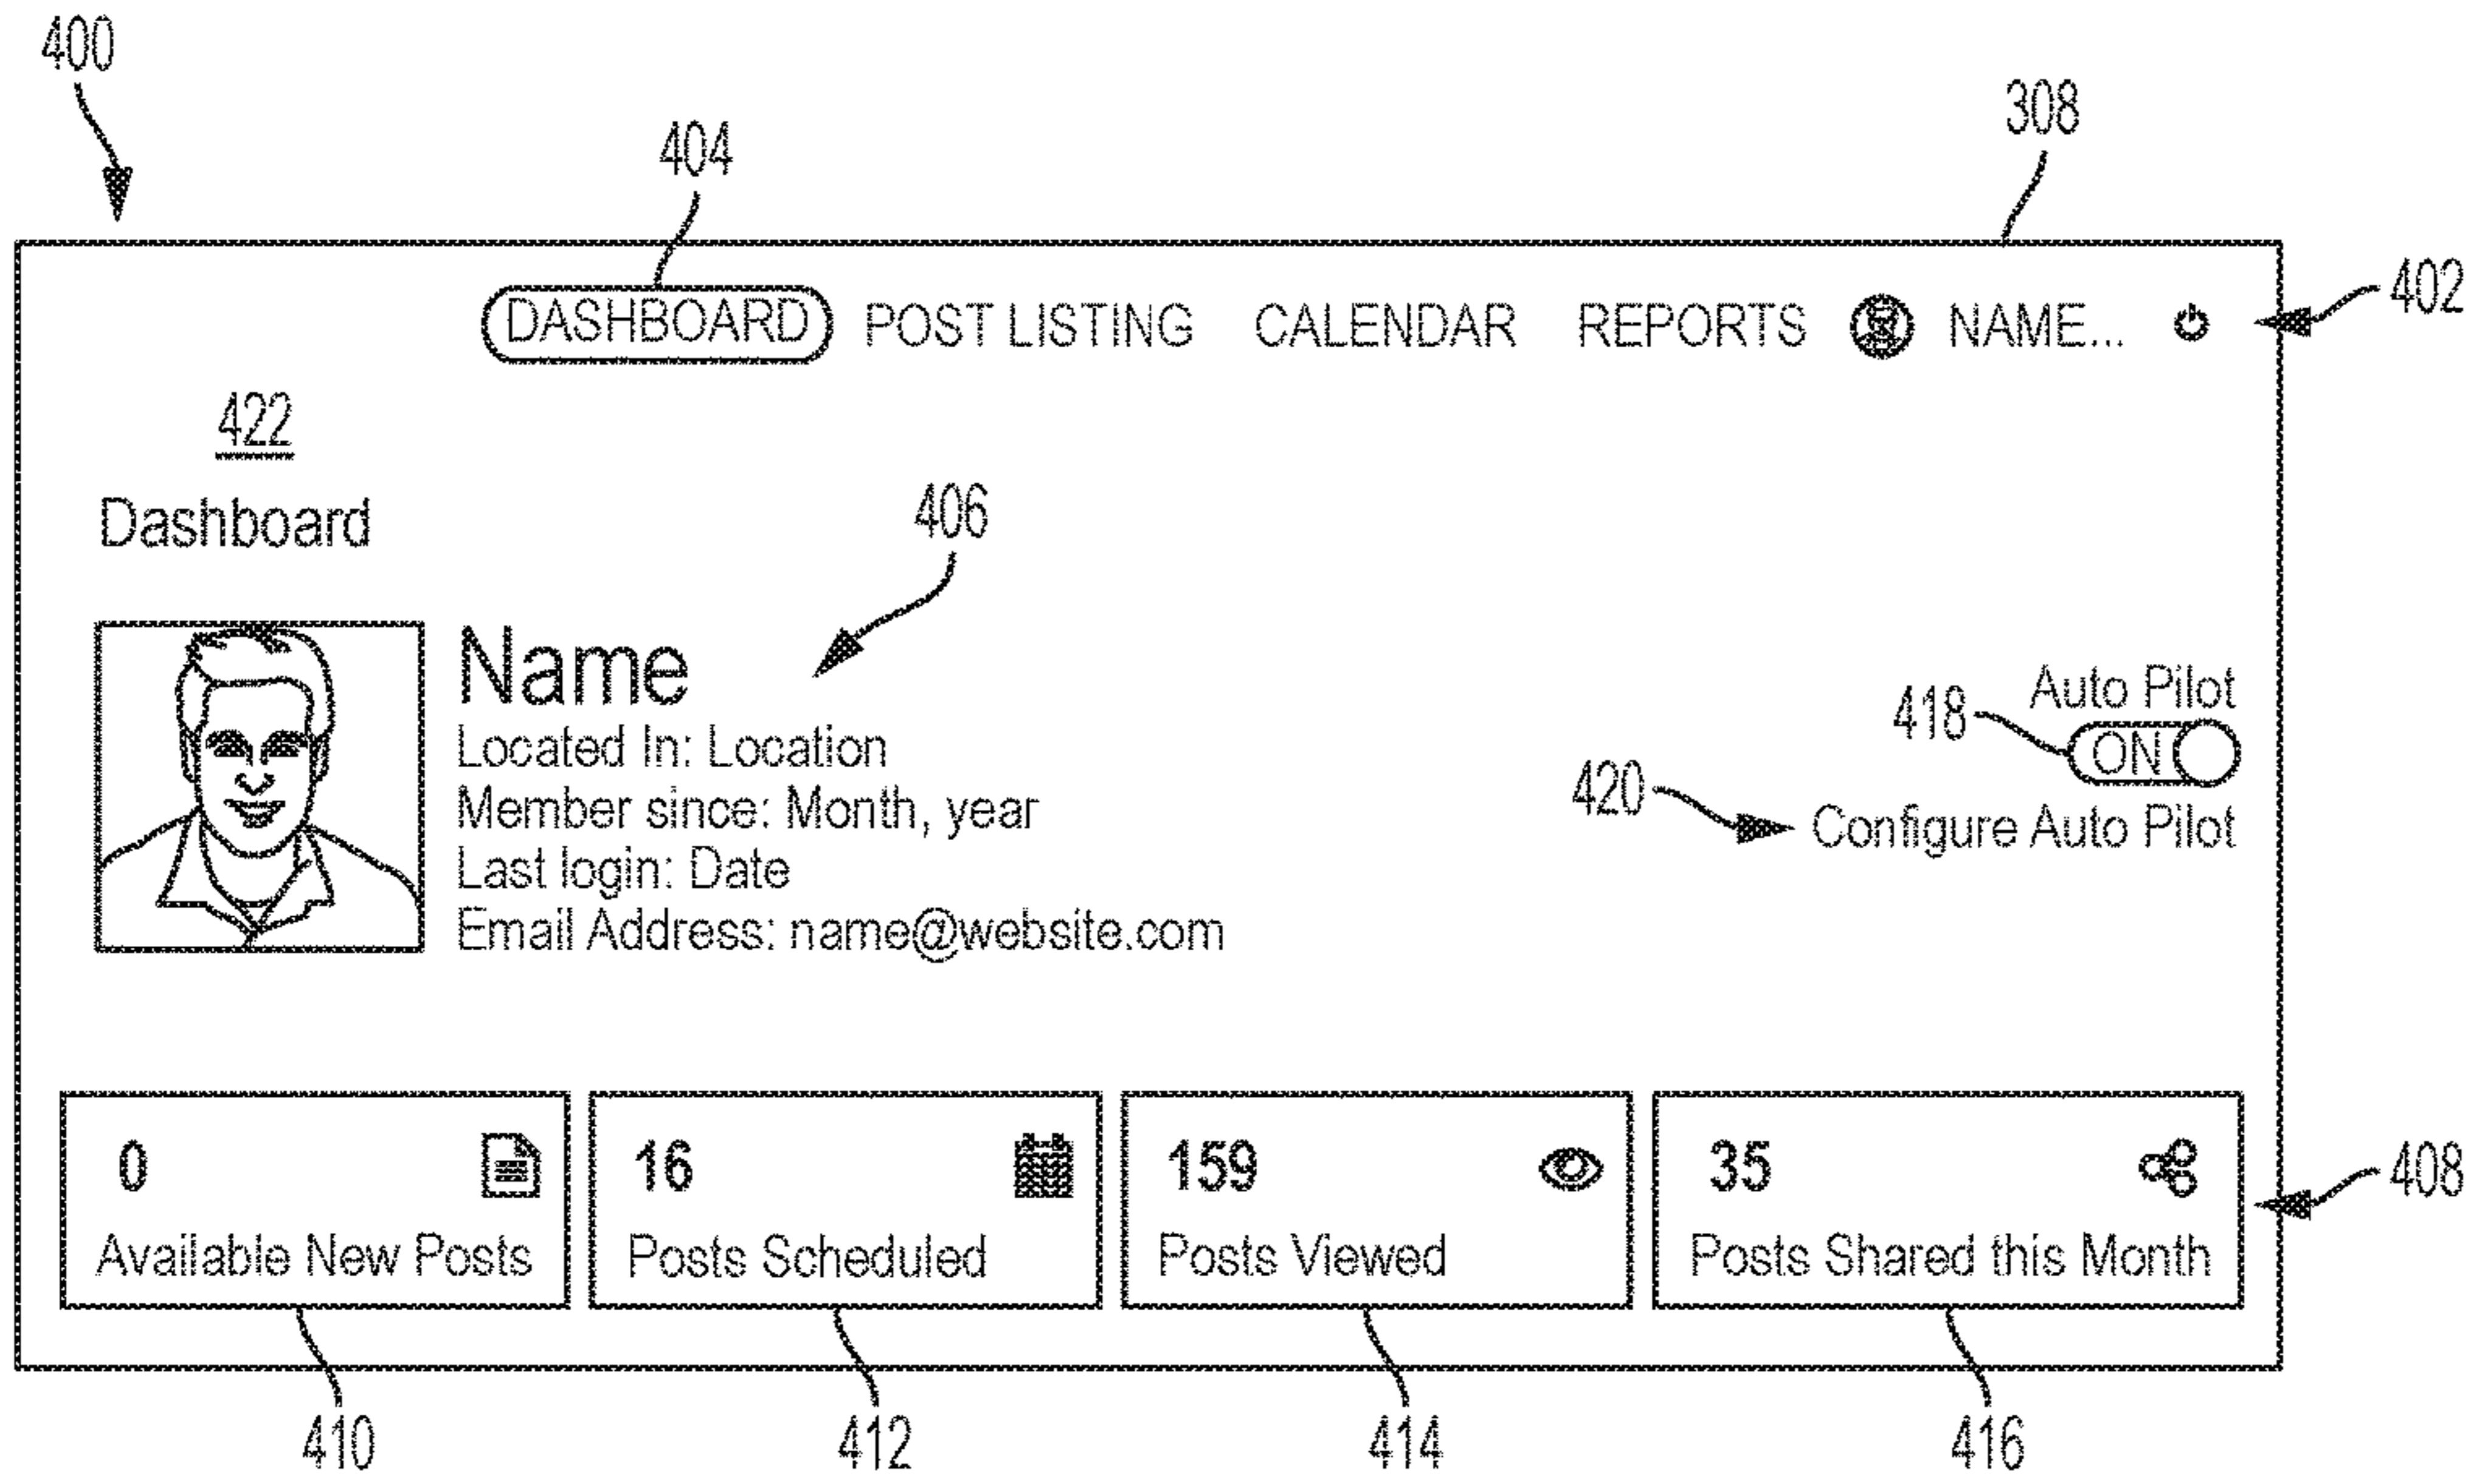 400
404
308
DASHBOARD POST LISTING CALENDAR REPORTS NAME...
402
422
Dashboard
406
Name
Located In: Location
Member since: Month, year
Last login: Date
Email Address: name@website.com
Auto Pilot
418
ON
420
Configure Auto Pilot
0 16 159 35
408
Available New Posts Posts Scheduled Posts Viewed Posts Shared this Month
410 412 414 416